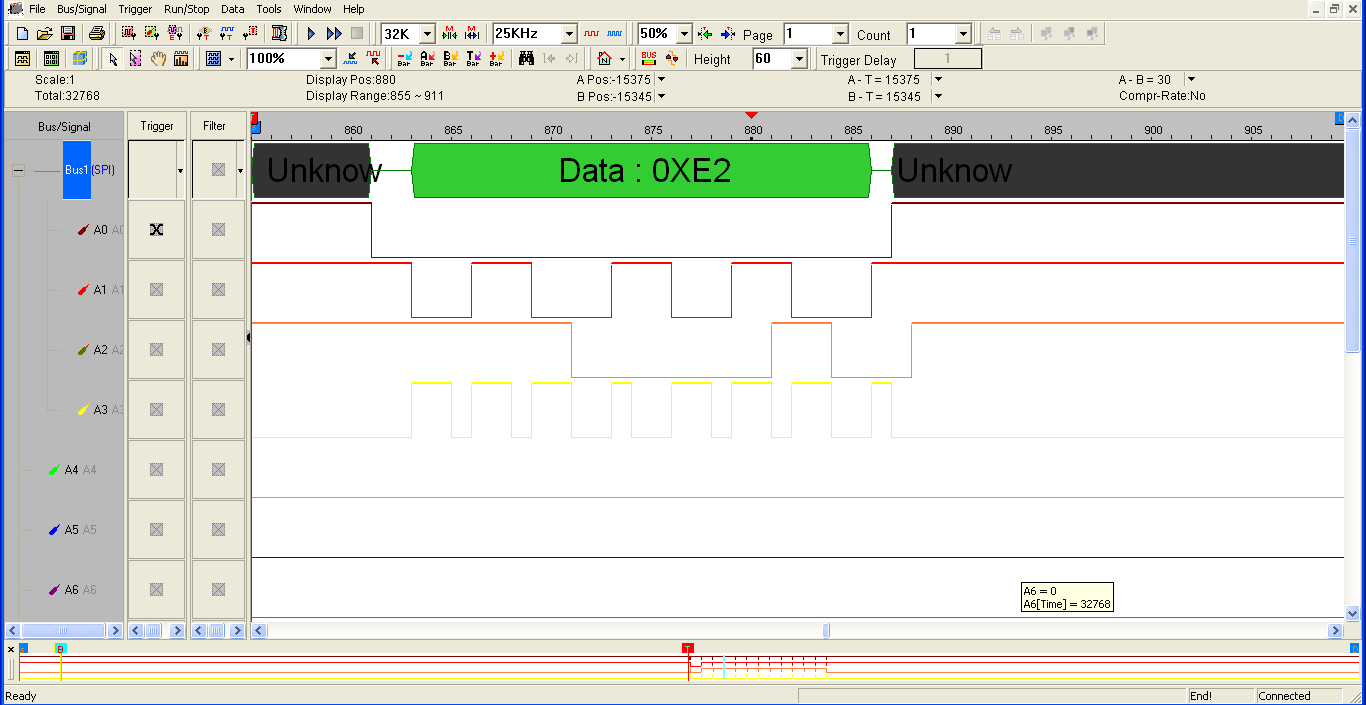 File Bus/Signal Trigger Run/Stop Data Tools Window Help
32K 25KHz 50% Page 1 Count 1
100% Height 60 Trigger Delay 1
Scale:1 Display Pos:880 A Pos:-15375 A - T = 15375 A - B = 30
Total:32768 Display Range:855 ~ 911 B Pos:-15345 B - T = 15345 Compr-Rate:No
Bus/Signal Trigger Filter
860 865 870 875 880 885 890 895 900 905
Bus1 (SPI) Unknow Data : 0XE2 Unknow
A0 A0
A1 A1
A2 A2
A3 A3
A4 A4
A5 A5
A6 A6
A6 = 0
A6[Time] = 32768
B T D
Ready End! Connected